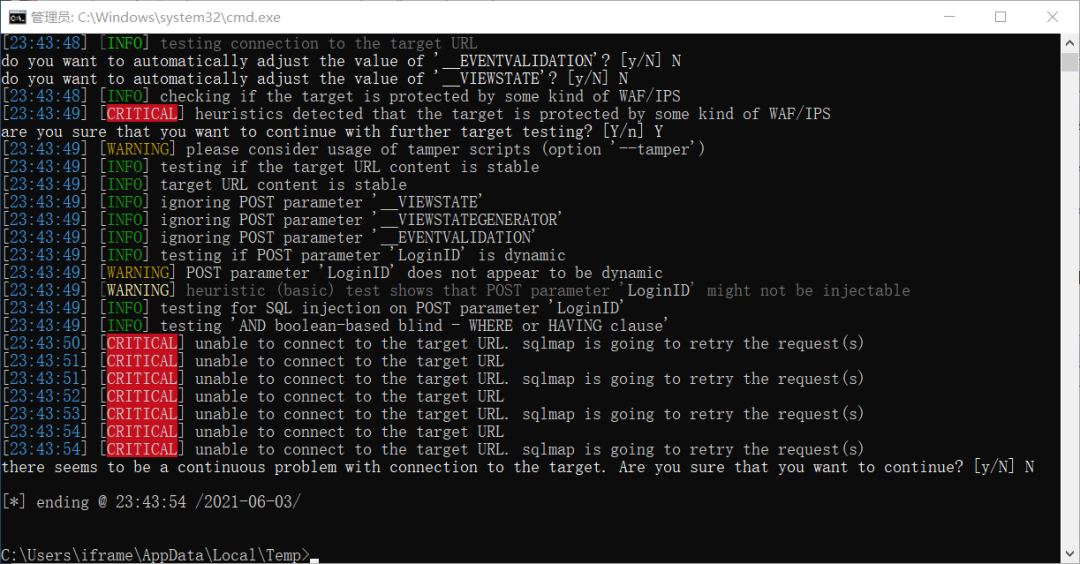 管理员: C:\Windows\system32\cmd.exe
[23:43:48] [INFO] testing connection to the target URL
do you want to automatically adjust the value of '__EVENTVALIDATION'? [y/N] N
do you want to automatically adjust the value of '__VIEWSTATE'? [y/N] N
[23:43:48] [INFO] checking if the target is protected by some kind of WAF/IPS
[23:43:49] [CRITICAL] heuristics detected that the target is protected by some kind of WAF/IPS
are you sure that you want to continue with further target testing? [Y/n] Y
[23:43:49] [WARNING] please consider usage of tamper scripts (option '--tamper')
[23:43:49] [INFO] testing if the target URL content is stable
[23:43:49] [INFO] target URL content is stable
[23:43:49] [INFO] ignoring POST parameter '__VIEWSTATE'
[23:43:49] [INFO] ignoring POST parameter '__VIEWSTATEGENERATOR'
[23:43:49] [INFO] ignoring POST parameter '__EVENTVALIDATION'
[23:43:49] [INFO] testing if POST parameter 'LoginID' is dynamic
[23:43:49] [WARNING] POST parameter 'LoginID' does not appear to be dynamic
[23:43:49] [WARNING] heuristic (basic) test shows that POST parameter 'LoginID' might not be injectable
[23:43:49] [INFO] testing for SQL injection on POST parameter 'LoginID'
[23:43:49] [INFO] testing 'AND boolean-based blind - WHERE or HAVING clause'
[23:43:50] [CRITICAL] unable to connect to the target URL. sqlmap is going to retry the request(s)
[23:43:51] [CRITICAL] unable to connect to the target URL
[23:43:51] [CRITICAL] unable to connect to the target URL. sqlmap is going to retry the request(s)
[23:43:52] [CRITICAL] unable to connect to the target URL
[23:43:53] [CRITICAL] unable to connect to the target URL. sqlmap is going to retry the request(s)
[23:43:54] [CRITICAL] unable to connect to the target URL
[23:43:54] [CRITICAL] unable to connect to the target URL. sqlmap is going to retry the request(s)
there seems to be a continuous problem with connection to the target. Are you sure that you want to continue? [y/N] N
[*] ending @ 23:43:54 /2021-06-03/
C:\Users\iframe\AppData\Local\Temp>